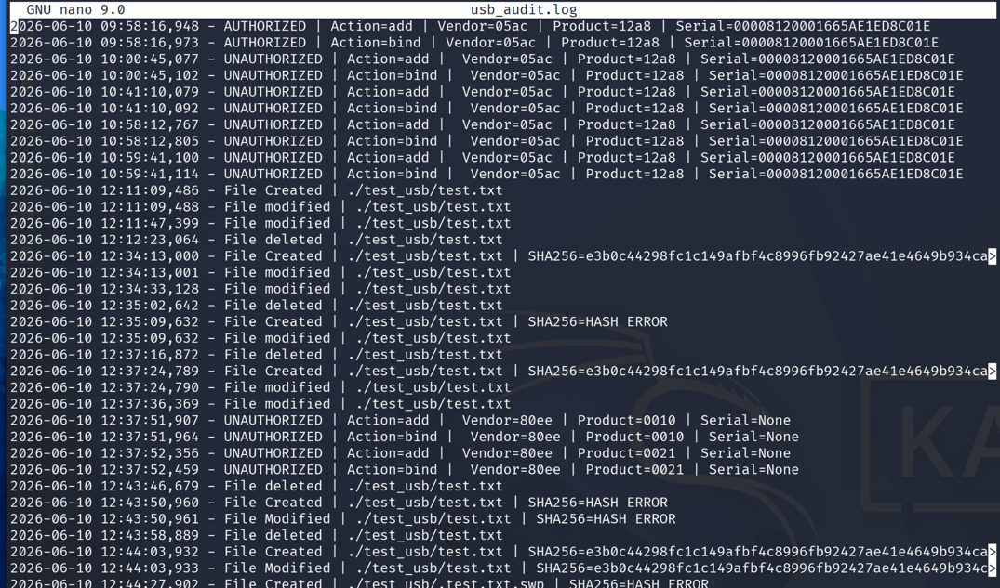 GNU nano 9.0 usb_audit.log
2026-06-10 09:58:16,948 - AUTHORIZED | Action=add | Vendor=05ac | Product=12a8 | Serial=00008120001665AE1ED8C01E
2026-06-10 09:58:16,973 - AUTHORIZED | Action=bind | Vendor=05ac | Product=12a8 | Serial=00008120001665AE1ED8C01E
2026-06-10 10:00:45,077 - UNAUTHORIZED | Action=add |  Vendor=05ac | Product=12a8 | Serial=00008120001665AE1ED8C01E
2026-06-10 10:00:45,102 - UNAUTHORIZED | Action=bind |  Vendor=05ac | Product=12a8 | Serial=00008120001665AE1ED8C01E
2026-06-10 10:41:10,079 - UNAUTHORIZED | Action=add |  Vendor=05ac | Product=12a8 | Serial=00008120001665AE1ED8C01E
2026-06-10 10:41:10,092 - UNAUTHORIZED | Action=bind |  Vendor=05ac | Product=12a8 | Serial=00008120001665AE1ED8C01E
2026-06-10 10:58:12,767 - UNAUTHORIZED | Action=add |  Vendor=05ac | Product=12a8 | Serial=00008120001665AE1ED8C01E
2026-06-10 10:58:12,805 - UNAUTHORIZED | Action=bind |  Vendor=05ac | Product=12a8 | Serial=00008120001665AE1ED8C01E
2026-06-10 10:59:41,100 - UNAUTHORIZED | Action=add |  Vendor=05ac | Product=12a8 | Serial=00008120001665AE1ED8C01E
2026-06-10 10:59:41,114 - UNAUTHORIZED | Action=bind |  Vendor=05ac | Product=12a8 | Serial=00008120001665AE1ED8C01E
2026-06-10 12:11:09,486 - File Created | ./test_usb/test.txt
2026-06-10 12:11:09,488 - File modified | ./test_usb/test.txt
2026-06-10 12:11:47,399 - File modified | ./test_usb/test.txt
2026-06-10 12:12:23,064 - File deleted | ./test_usb/test.txt
2026-06-10 12:34:13,000 - File Created | ./test_usb/test.txt | SHA256=e3b0c44298fc1c149afbf4c8996fb92427ae41e4649b934ca>
2026-06-10 12:34:13,001 - File modified | ./test_usb/test.txt
2026-06-10 12:34:33,128 - File modified | ./test_usb/test.txt
2026-06-10 12:35:02,642 - File deleted | ./test_usb/test.txt
2026-06-10 12:35:09,632 - File Created | ./test_usb/test.txt | SHA256=HASH ERROR
2026-06-10 12:35:09,632 - File modified | ./test_usb/test.txt
2026-06-10 12:37:16,872 - File deleted | ./test_usb/test.txt
2026-06-10 12:37:24,789 - File Created | ./test_usb/test.txt | SHA256=e3b0c44298fc1c149afbf4c8996fb92427ae41e4649b934ca>
2026-06-10 12:37:24,790 - File modified | ./test_usb/test.txt
2026-06-10 12:37:36,369 - File modified | ./test_usb/test.txt
2026-06-10 12:37:51,907 - UNAUTHORIZED | Action=add |  Vendor=80ee | Product=0010 | Serial=None
2026-06-10 12:37:51,964 - UNAUTHORIZED | Action=bind |  Vendor=80ee | Product=0010 | Serial=None
2026-06-10 12:37:52,356 - UNAUTHORIZED | Action=add |  Vendor=80ee | Product=0021 | Serial=None
2026-06-10 12:37:52,459 - UNAUTHORIZED | Action=bind |  Vendor=80ee | Product=0021 | Serial=None
2026-06-10 12:43:46,679 - File deleted | ./test_usb/test.txt
2026-06-10 12:43:50,960 - File Created | ./test_usb/test.txt | SHA256=HASH ERROR
2026-06-10 12:43:50,961 - File Modified | ./test_usb/test.txt | SHA256=HASH ERROR
2026-06-10 12:43:58,889 - File deleted | ./test_usb/test.txt
2026-06-10 12:44:03,932 - File Created | ./test_usb/test.txt | SHA256=e3b0c44298fc1c149afbf4c8996fb92427ae41e4649b934ca>
2026-06-10 12:44:03,933 - File Modified | ./test_usb/test.txt | SHA256=e3b0c44298fc1c149afbf4c8996fb92427ae41e4649b934c>
2026-06-10 12:44:27,902 - File Created | ./test_usb/.test.txt.swp | SHA256=HASH ERROR
KA